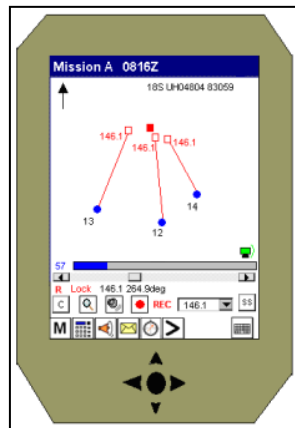 Mission A 0816Z
18S UH04804 83059
146.1 146.1 146.1
13 12 14
57
R Lock 146.1 264.9deg
C REC 146.1 SS
M >